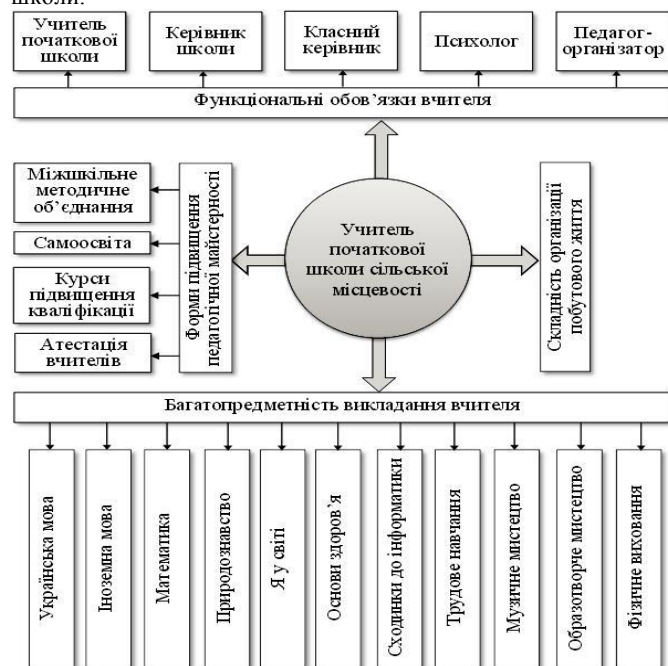 школи.
Учитель
початкової
школи
Керівник
школи
Класний
керівник
Психолог
Педагог-
організатор
Функціональні обов’язки вчителя
Міжшкільне
методичне
об’єднання
Самоосвіта
Курси
підвищення
кваліфікації
Атестація
вчителів
Форми підвищення
педагогічної майстерності
Учитель
початкової
школи сільської
місцевості
Складність організації
побутового життя
Багатопредметність викладання вчителя
Українська мова
Іноземна мова
Математика
Природознавство
Я у світі
Основи здоров’я
Сходинки до інформатики
Трудове навчання
Музичне мистецтво
Образотворче мистецтво
Фізичне виховання